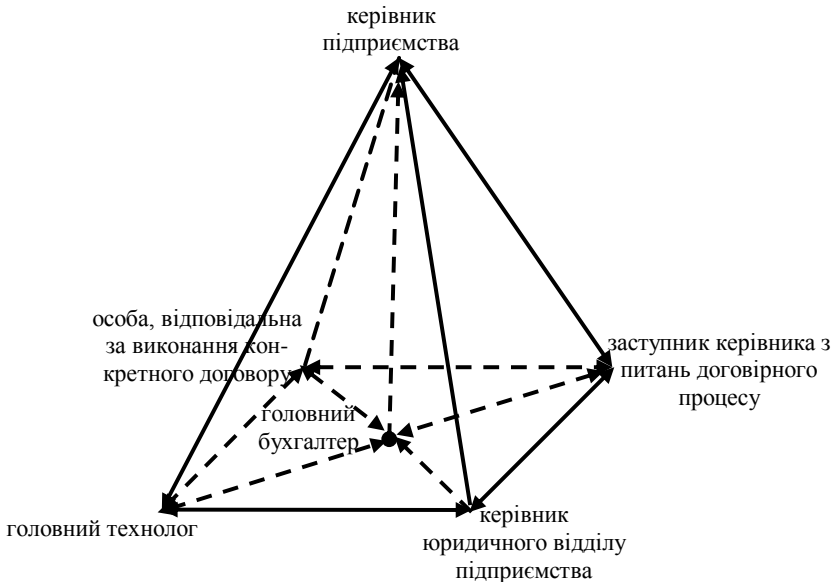 керівник
підприємства
особа, відповідальна
за виконання кон-
кретного договору
заступник керівника з
питань договірного
процесу
головний
бухгалтер
головний технолог
керівник
юридичного відділу
підприємства